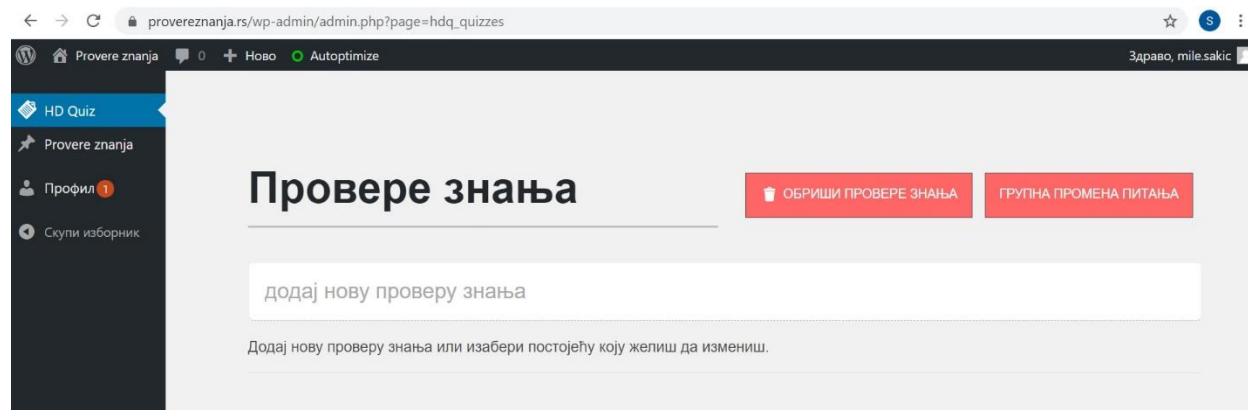 provereznanja.rs/wp-admin/admin.php?page=hdq_quizzes
S
Provere znanja 0 Ново Autoptimize
Здраво, mile.sakic
HD Quiz
Provere znanja
Профил 1
Скупи изборник
Провере знања
ОБРИШИ ПРОВЕРЕ ЗНАЊА
ГРУПНА ПРОМЕНА ПИТАЊА
додај нову проверу знања
Додај нову проверу знања или изабери постојећу коју желиш да измениш.